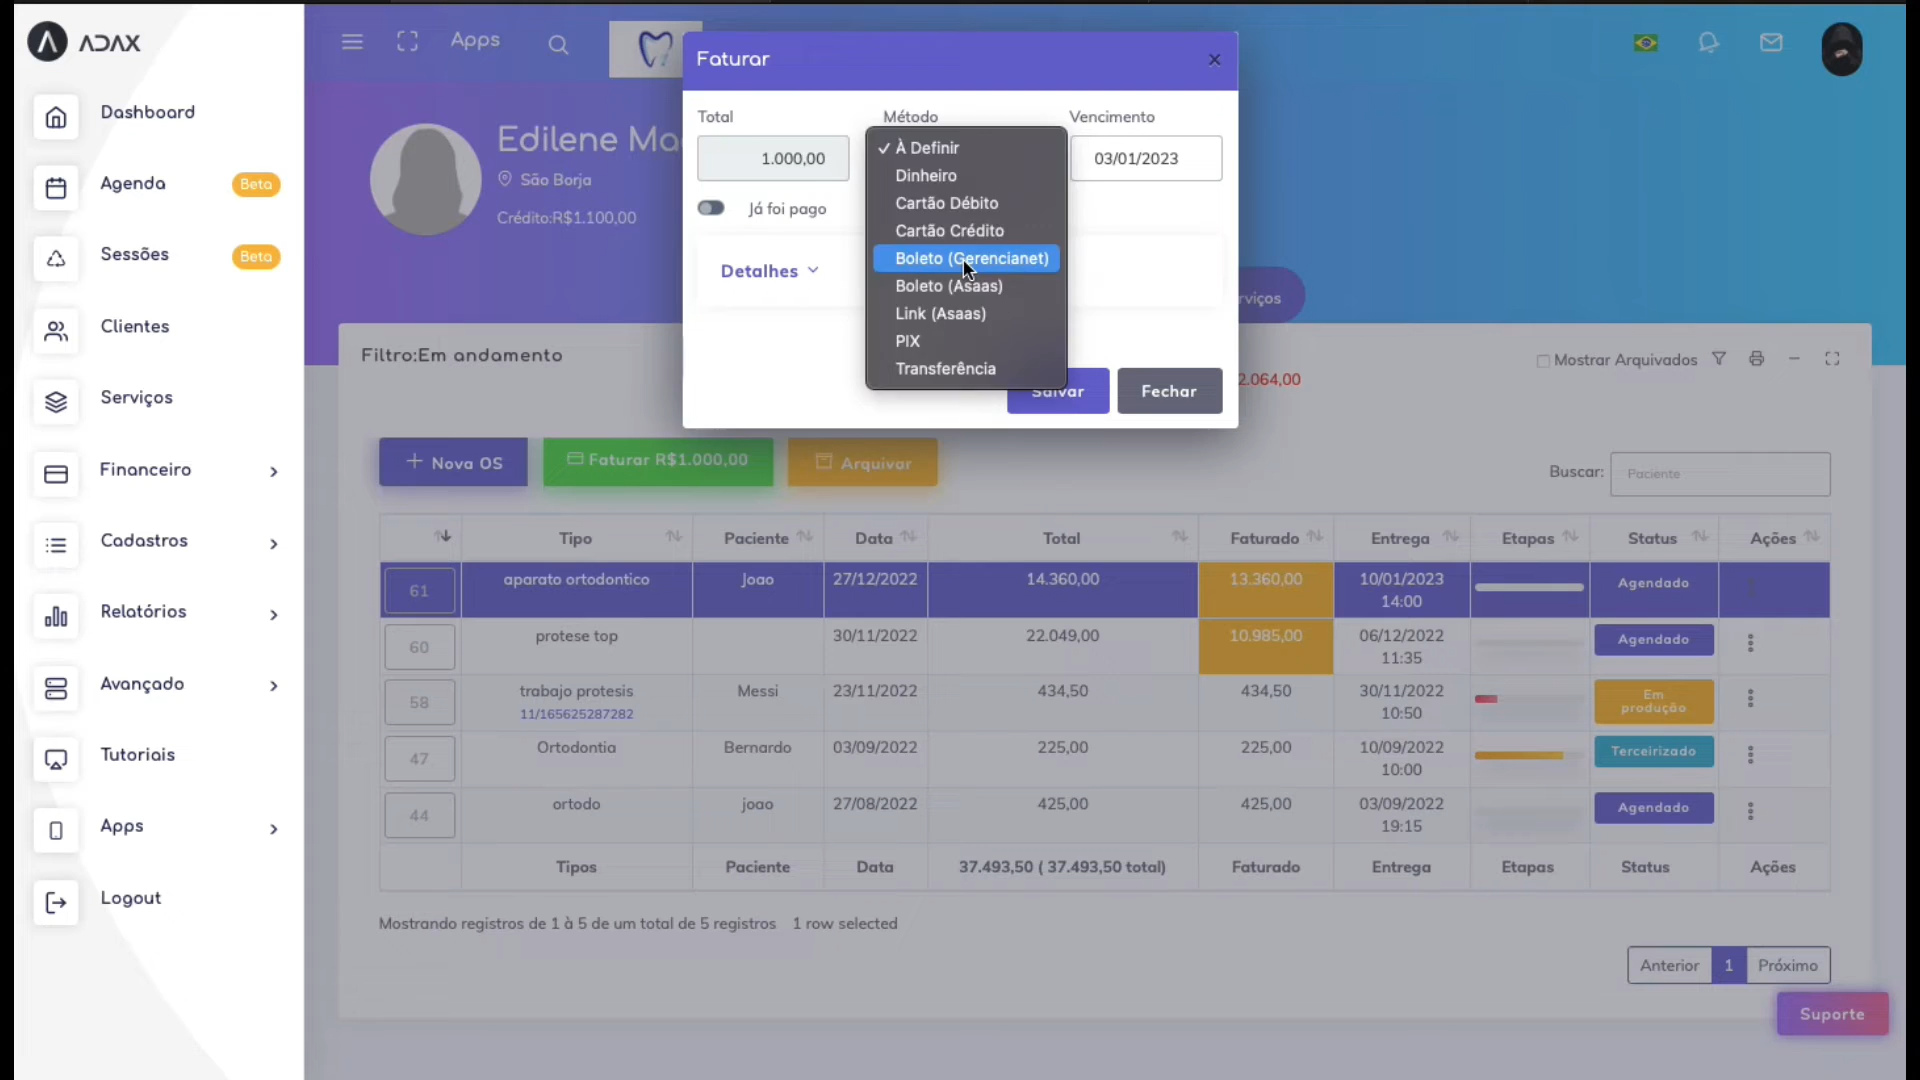 ADAX
Dashboard
Agenda
Beta
Sessões
Beta
Clientes
Serviços
Financeiro
Cadastros
Relatórios
Avançado
Tutoriais
Apps
Logout
Apps
Edilene Ma
São Borja
Crédito:R$1.100,00
rviços
Faturar
×
Total
Método
Vencimento
1.000,00
03/01/2023
Já foi pago
Detalhes
✓ À Definir
Dinheiro
Cartão Débito
Cartão Crédito
Boleto (Gerencianet)
Boleto (Asaas)
Link (Asaas)
PIX
Transferência
Salvar
Fechar
Filtro:Em andamento
2.064,00
Mostrar Arquivados
+ Nova OS
Faturar R$1.000,00
Arquivar
Buscar:
Paciente
Tipo Paciente Data Total Faturado Entrega Etapas Status Ações
61 aparato ortodontico Joao 27/12/2022 14.360,00 13.360,00 10/01/2023 Agendado
14:00
60 protese top 30/11/2022 22.049,00 10.985,00 06/12/2022 Agendado
11:35
58 trabajo protesis Messi 23/11/2022 434,50 434,50 30/11/2022 Em
11/165625287282 10:50 produção
47 Ortodontia Bernardo 03/09/2022 225,00 225,00 10/09/2022 Terceirizado
10:00
44 ortodo joao 27/08/2022 425,00 425,00 03/09/2022 Agendado
19:15
Tipos Paciente Data 37.493,50 ( 37.493,50 total) Faturado Entrega Etapas Status Ações
Mostrando registros de 1 à 5 de um total de 5 registros 1 row selected
Anterior 1 Próximo
Suporte